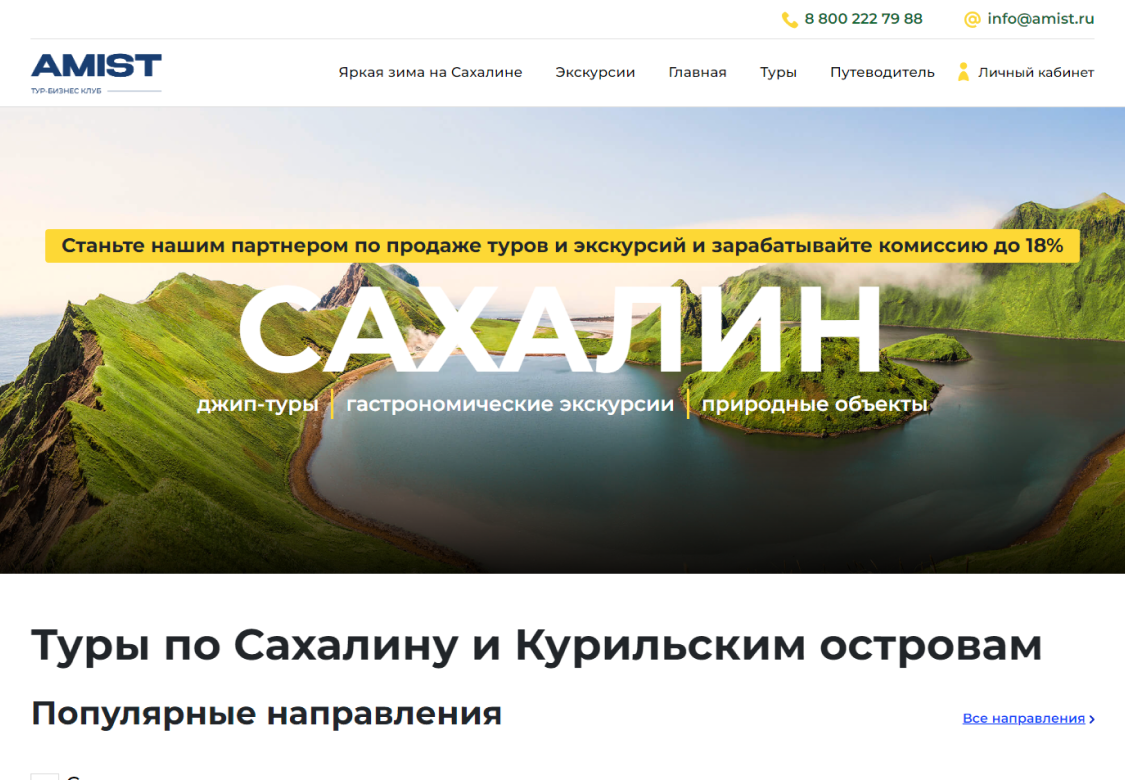 8 800 222 79 88
info@amist.ru
AMIST
ТУР-БИЗНЕС КЛУБ
Яркая зима на Сахалине
Экскурсии
Главная
Туры
Путеводитель
Личный кабинет
Станьте нашим партнером по продаже туров и экскурсий и зарабатывайте комиссию до 18%
САХАЛИН
джип-туры | гастрономические экскурсии | природные объекты
Туры по Сахалину и Курильским островам
Популярные направления
Все направления